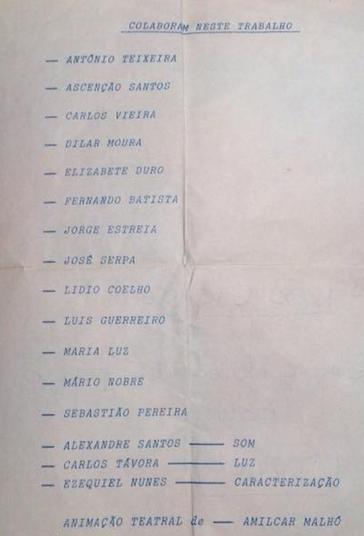 COLABORAM NESTE TRABALHO
— ANTÓNIO TEIXEIRA
— ASCENÇÃO SANTOS
— CARLOS VIEIRA
— DILAR MOURA
— ELIZABETE DURO
— FERNANDO BATISTA
— JORGE ESTREIA
— JOSÉ SERPA
— LIDIO COELHO
— LUIS GUERREIRO
— MARIA LUZ
— MÁRIO NOBRE
— SEBASTIÃO PEREIRA
— ALEXANDRE SANTOS —— SOM
— CARLOS TÁVORA —— LUZ
— EZEQUIEL NUNES —— CARACTERIZAÇÃO
ANIMAÇÃO TEATRAL de — AMILCAR MALHÓ